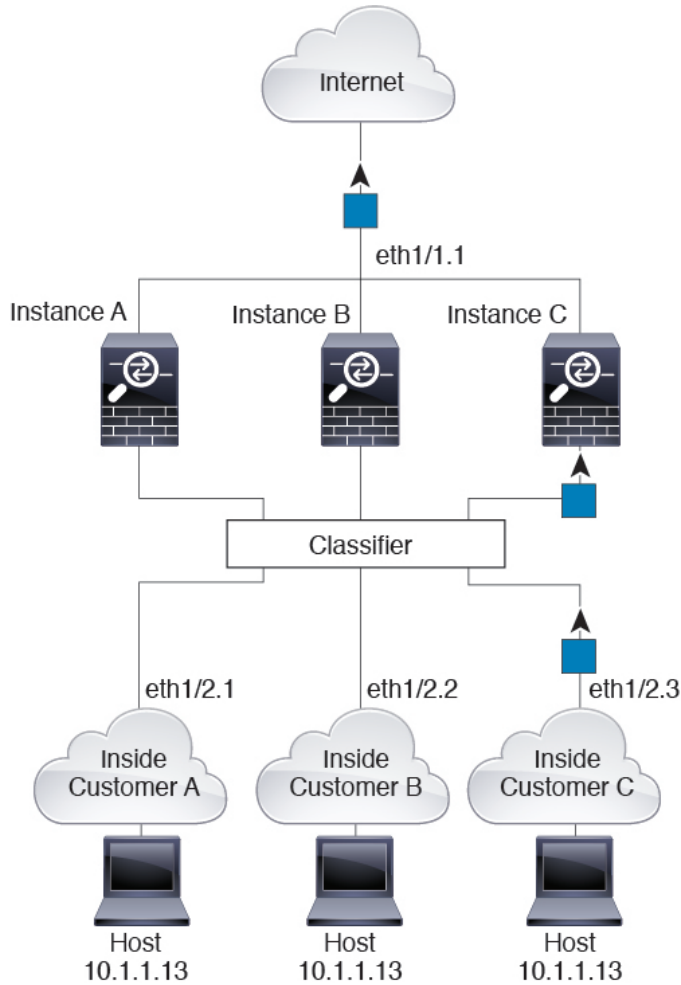 Internet
eth1/1.1
Instance A
Instance B
Instance C
Classifier
eth1/2.1
eth1/2.2
eth1/2.3
Inside
Customer A
Inside
Customer B
Inside
Customer C
Host
10.1.1.13
Host
10.1.1.13
Host
10.1.1.13